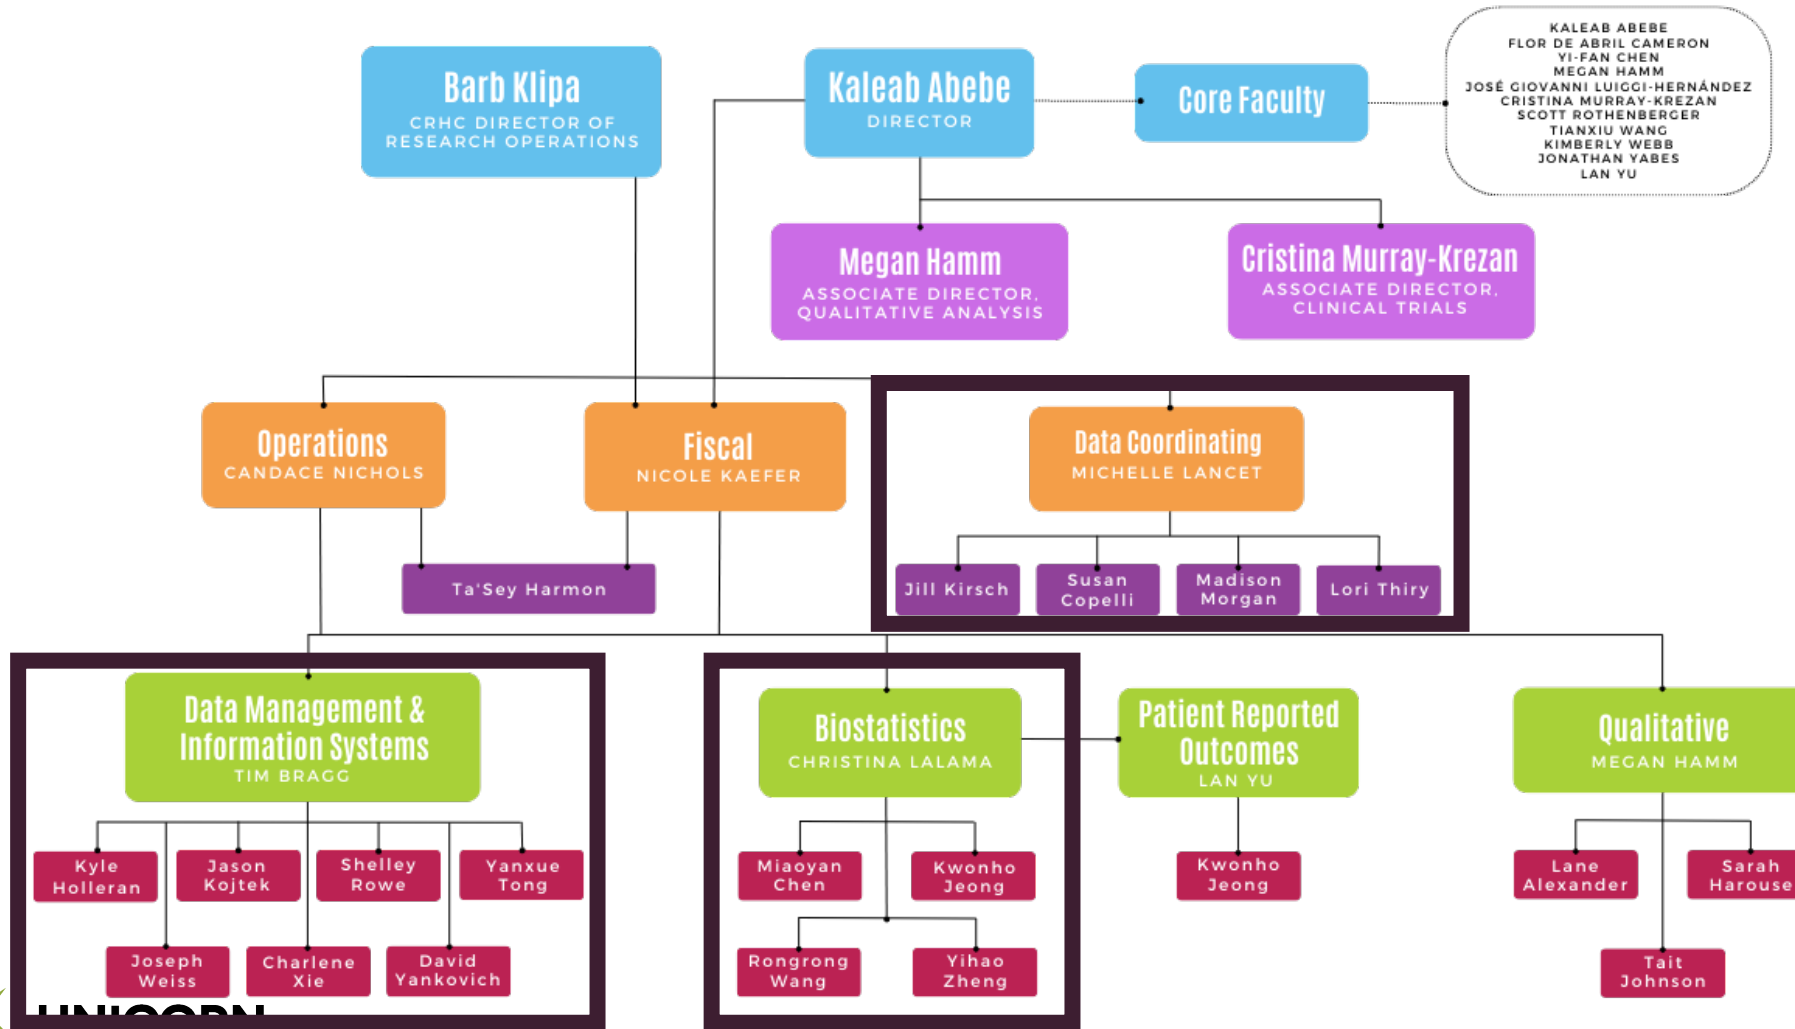 KALEAB ABEBE
FLOR DE ABRIL CAMERON
YI-FAN CHEN
MEGAN HAMM
JOSÉ GIOVANNI LUIGGI-HERNÁNDEZ
CRISTINA MURRAY-KREZAN
SCOTT ROTHENBERGER
TIANXIU WANG
KIMBERLY WEBB
JONATHAN YABES
LAN YU
Barb Klipa
CRHC DIRECTOR OF
RESEARCH OPERATIONS
Kaleab Abebe
DIRECTOR
Core Faculty
Megan Hamm
ASSOCIATE DIRECTOR,
QUALITATIVE ANALYSIS
Cristina Murray-Krezan
ASSOCIATE DIRECTOR,
CLINICAL TRIALS
Operations
CANDACE NICHOLS
Fiscal
NICOLE KAEFER
Data Coordinating
MICHELLE LANCET
Ta'Sey Harmon
Jill Kirsch
Susan
Copelli
Madison
Morgan
Lori Thiry
Data Management &
Information Systems
TIM BRAGG
Biostatistics
CHRISTINA LALAMA
Patient Reported
Outcomes
LAN YU
Qualitative
MEGAN HAMM
Kyle
Holleran
Jason
Kojtek
Shelley
Rowe
Yanxue
Tong
Joseph
Weiss
Charlene
Xie
David
Yankovich
Miaoyan
Chen
Kwonho
Jeong
Rongrong
Wang
Yihao
Zheng
Kwonho
Jeong
Lane
Alexander
Sarah
Harouse
Tait
Johnson
UNICORN